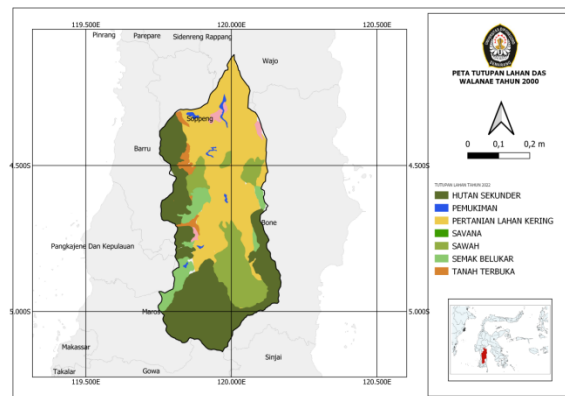 119.500E
120.000E
120.500E
Pinrang
Parepare
Sidenreng Rappang
Wajo
Soppeng
Barru
4.500S
4.500S
Bone
Pangkajene Dan Kepulauan
5.000S
5.000S
Maros
Makassar
Sinjai
Takalar
Gowa
119.500E
120.000E
120.500E
PETA TUTUPAN LAHAN DAS
WALANAE TAHUN 2000
0
0,1
0,2 m
TUTUPAN LAHAN TAHUN 2022
HUTAN SEKUNDER
PEMUKIMAN
PERTANIAN LAHAN KERING
SAVANA
SAWAH
SEMAK BELUKAR
TANAH TERBUKA